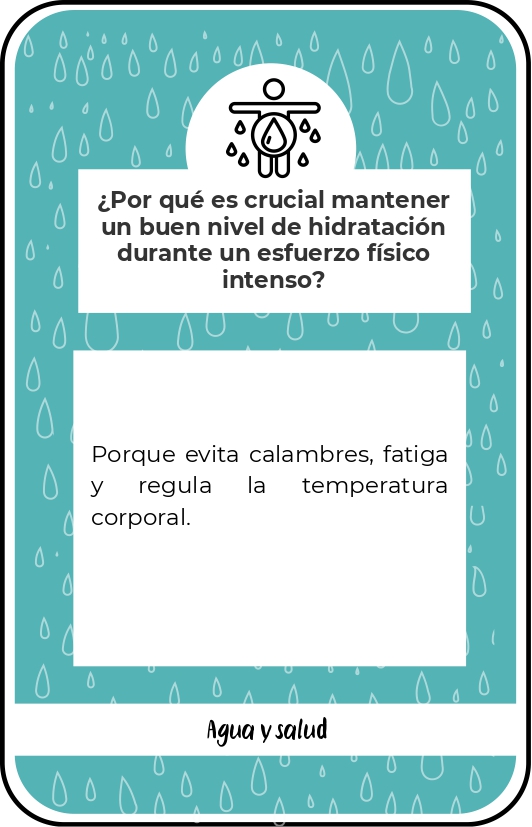 ¿Por qué es crucial mantener
un buen nivel de hidratación
durante un esfuerzo físico
intenso?
Porque evita calambres, fatiga
y regula la temperatura
corporal.
Agua y salud